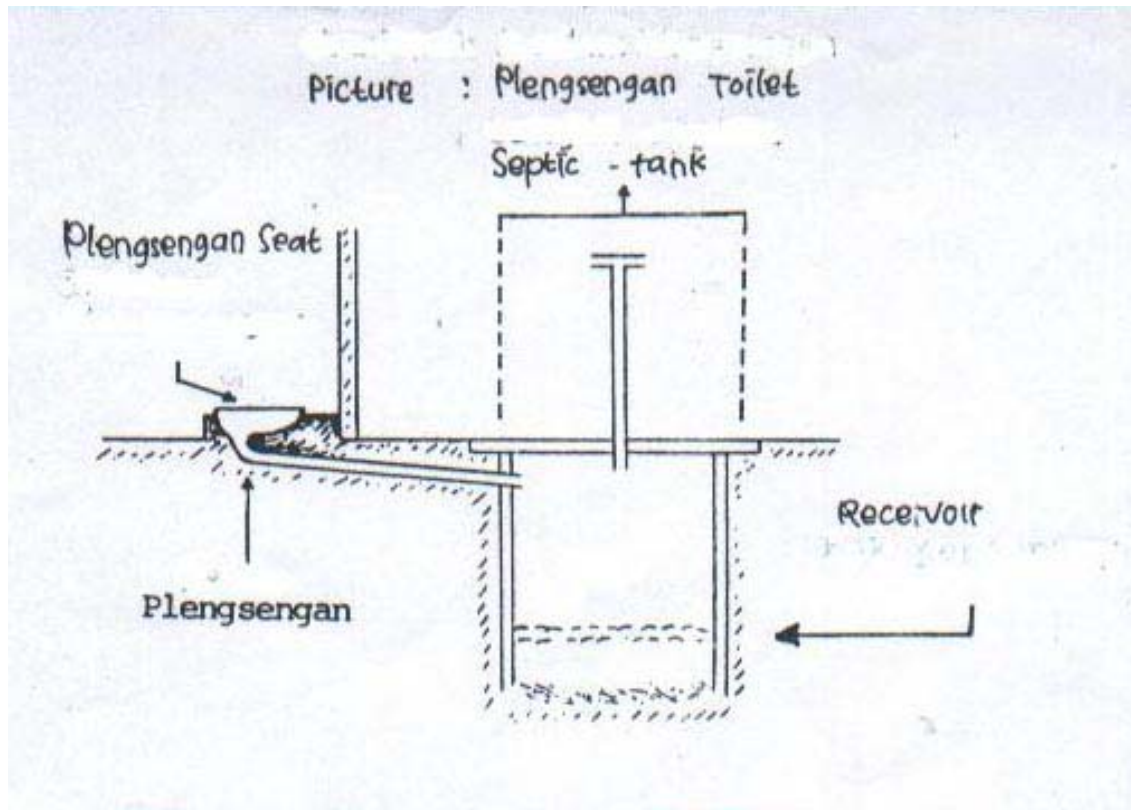 Picture : Plengsengan Toilet
Septic - tank
Plengsengan Seat
Receivoir
Plengsengan